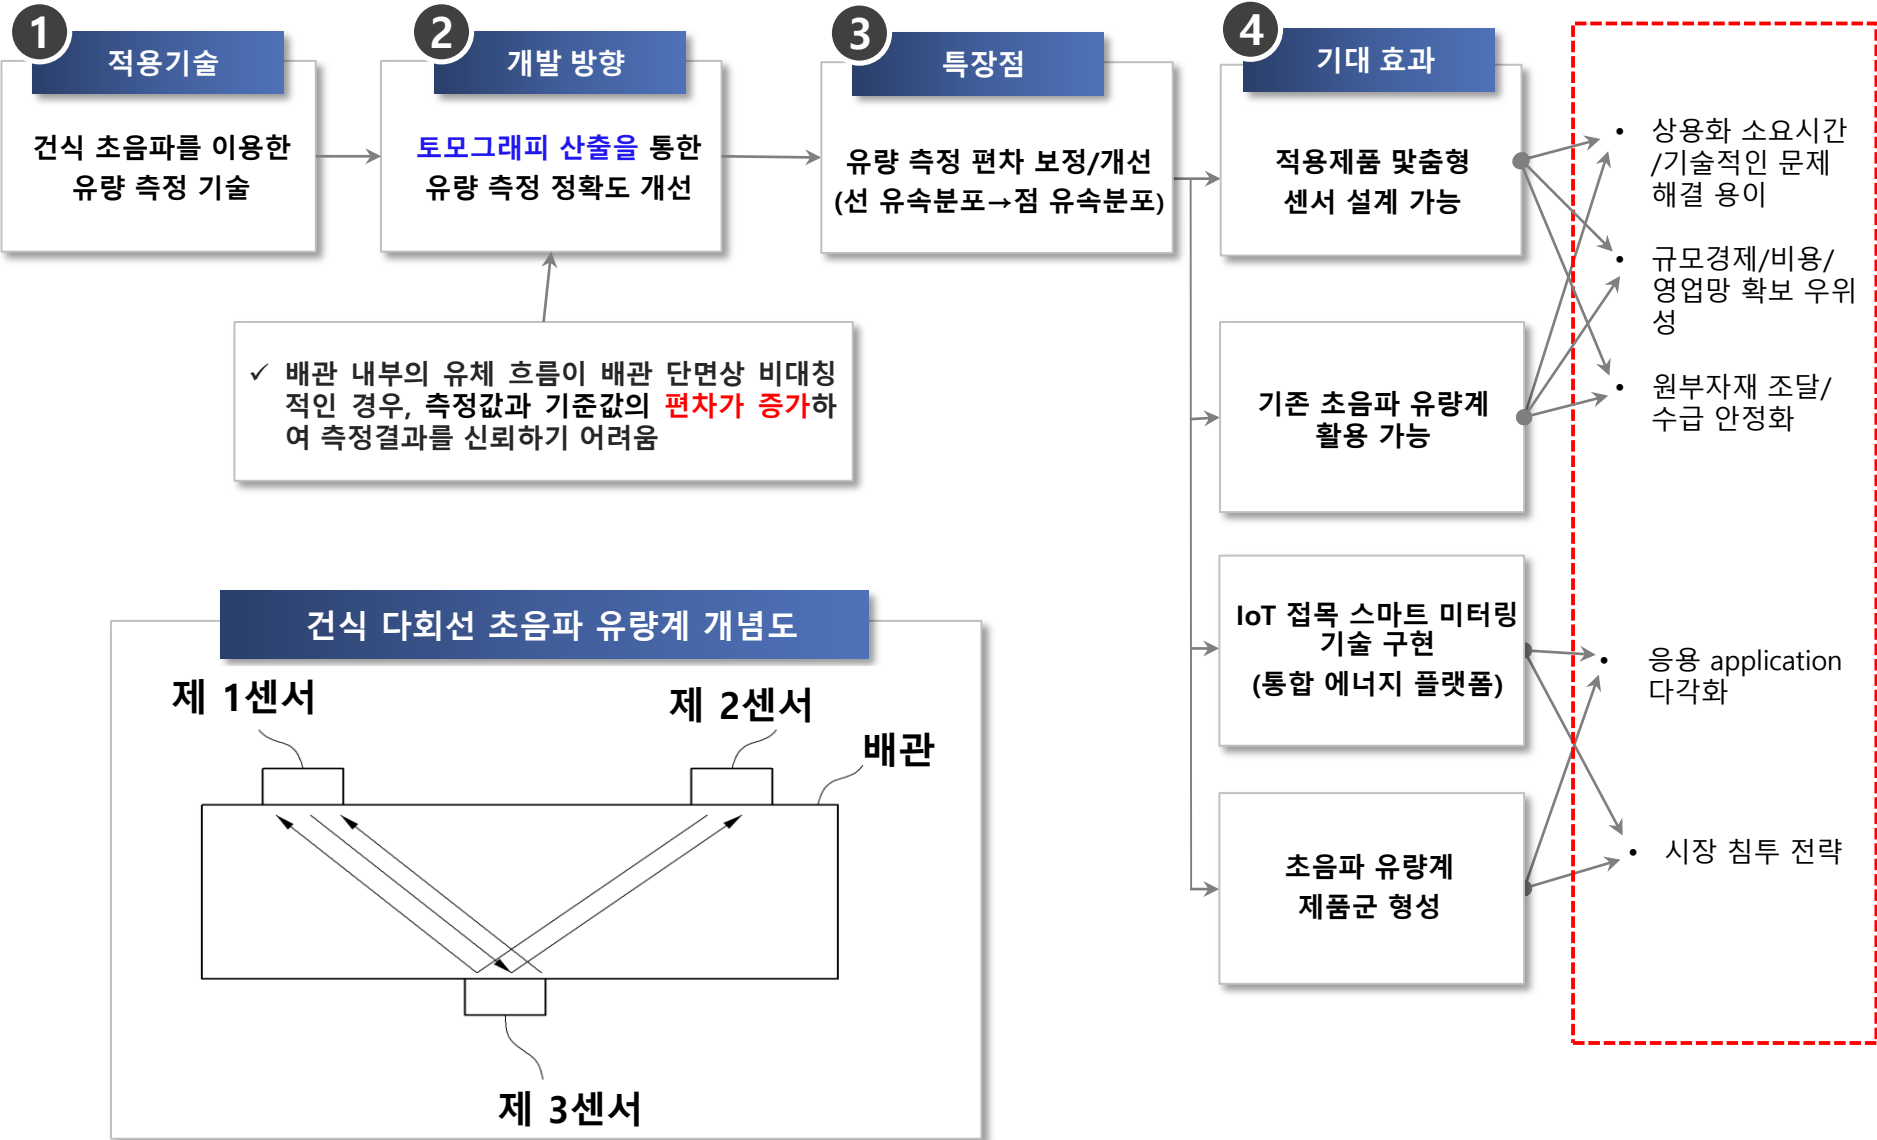 1
적용기술
건식 초음파를 이용한
유량 측정 기술
2
개발 방향
토모그래피 산출을 통한
유량 측정 정확도 개선
✓ 배관 내부의 유체 흐름이 배관 단면상 비대칭
적인 경우, 측정값과 기준값의 편차가 증가하
여 측정결과를 신뢰하기 어려움
3
특장점
유량 측정 편차 보정/개선
(선 유속분포→점 유속분포)
4
기대 효과
적용제품 맞춤형
센서 설계 가능
기존 초음파 유량계
활용 가능
IoT 접목 스마트 미터링
기술 구현
(통합 에너지 플랫폼)
초음파 유량계
제품군 형성
• 상용화 소요시간
/기술적인 문제
해결 용이
• 규모경제/비용/
영업망 확보 우위
성
• 원부자재 조달/
수급 안정화
• 응용 application
다각화
• 시장 침투 전략
건식 다회선 초음파 유량계 개념도
제 1센서
제 2센서
배관
제 3센서